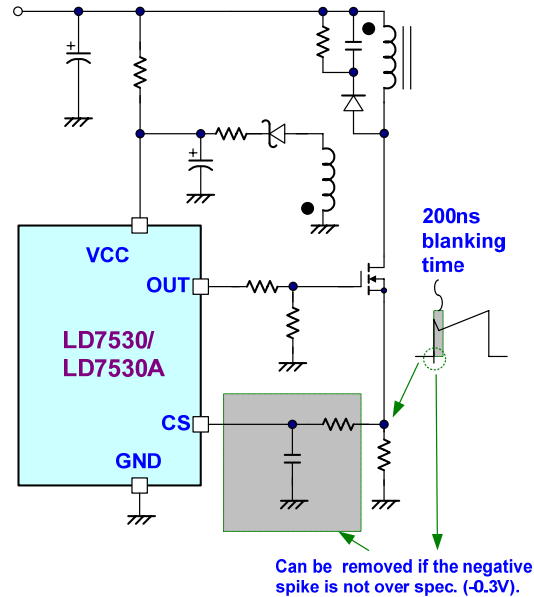 +
+
200ns
blanking
time
VCC
OUT
LD7530/
LD7530A
CS
GND
Can be removed if the negative
spike is not over spec. (-0.3V).